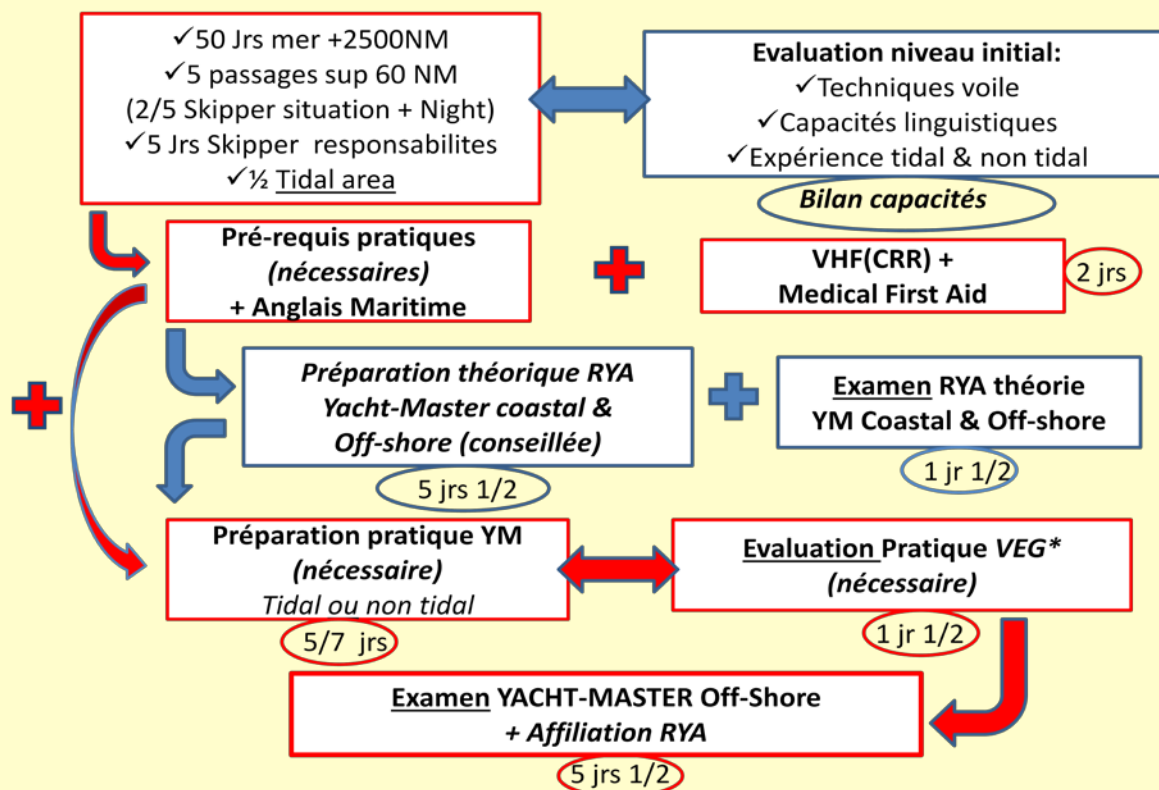 ✓50 Jrs mer +2500NM
✓5 passages sup 60 NM
(2/5 Skipper situation + Night)
✓5 Jrs Skipper responsabilites
✓½ Tidal area
Evaluation niveau initial:
✓Techniques voile
✓Capacités linguistiques
✓Expérience tidal & non tidal
Bilan capacités
Pré-requis pratiques
(nécessaires)
+ Anglais Maritime
VHF(CRR) +
Medical First Aid
2 jrs
Préparation théorique RYA
Yacht-Master coastal &
Off-shore (conseillée)
5 jrs 1/2
Examen RYA théorie
YM Coastal & Off-shore
1 jr 1/2
Préparation pratique YM
(nécessaire)
Tidal ou non tidal
5/7 jrs
Evaluation Pratique VEG*
(nécessaire)
1 jr 1/2
Examen YACHT-MASTER Off-Shore
+ Affiliation RYA
5 jrs 1/2